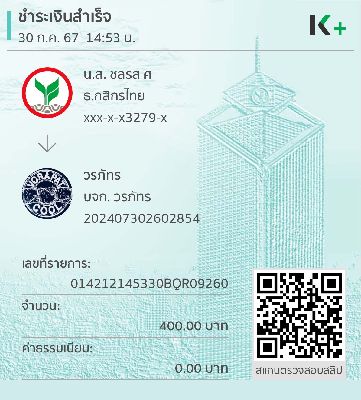 ชำระเงินสำเร็จ
30 ก.ค. 67 14:53 น.
K+
น.ส. ชลรส ศ
ธ.กสิกรไทย
xxx-x-x3279-x
วรภัทร
บจก. วรภัทร
202407302602854
เลขที่รายการ:
014212145330BQR09260
จำนวน:
400.00 บาท
ค่าธรรมเนียม:
0.00 บาท
สแกนตรวจสอบสลิป